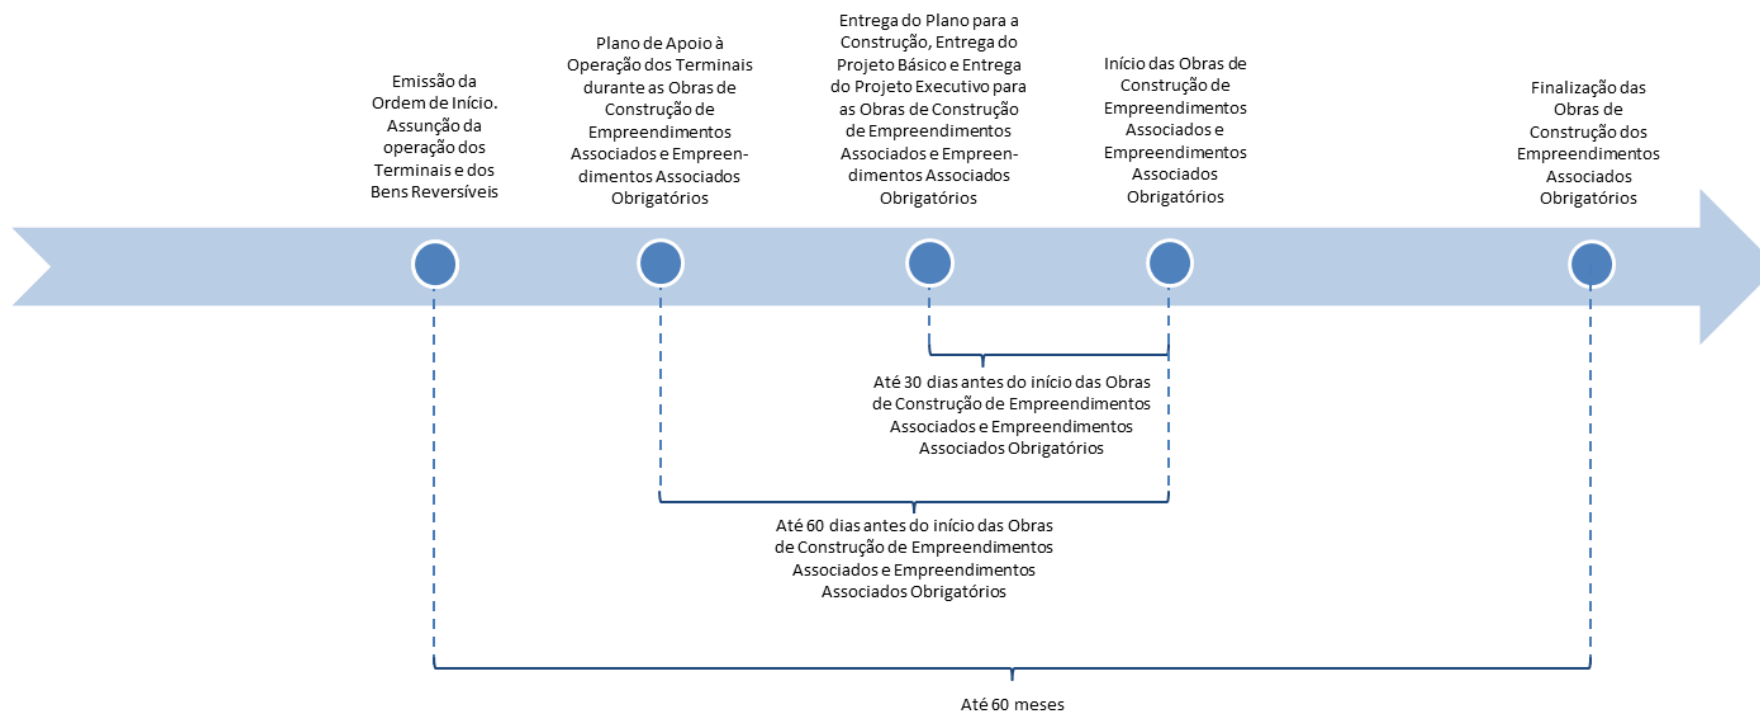 Emissão da
Ordem de Início.
Assunção da
operação dos
Terminais e dos
Bens Reversíveis
Plano de Apoio à
Operação dos Terminais
durante as Obras de
Construção de
Empreendimentos
Associados e Empreen-
dimentos Associados
Obrigatórios
Entrega do Plano para a
Construção, Entrega do
Projeto Básico e Entrega
do Projeto Executivo para
as Obras de Construção
de Empreendimentos
Associados e Empreen-
dimentos Associados
Obrigatórios
Início das Obras de
Construção de
Empreendimentos
Associados e
Empreendimentos
Associados
Obrigatórios
Finalização das
Obras de
Construção dos
Empreendimentos
Associados
Obrigatórios
Até 30 dias antes do início das Obras
de Construção de Empreendimentos
Associados e Empreendimentos
Associados Obrigatórios
Até 60 dias antes do início das Obras
de Construção de Empreendimentos
Associados e Empreendimentos
Associados Obrigatórios
Até 60 meses